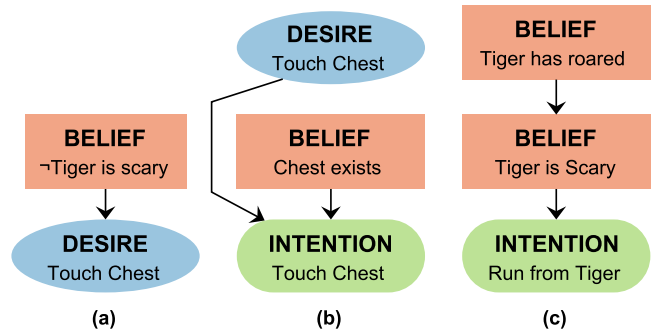 BELIEF
¬Tiger is scary
DESIRE
Touch Chest
(a)
DESIRE
Touch Chest
BELIEF
Chest exists
INTENTION
Touch Chest
(b)
BELIEF
Tiger has roared
BELIEF
Tiger is Scary
INTENTION
Run from Tiger
(c)